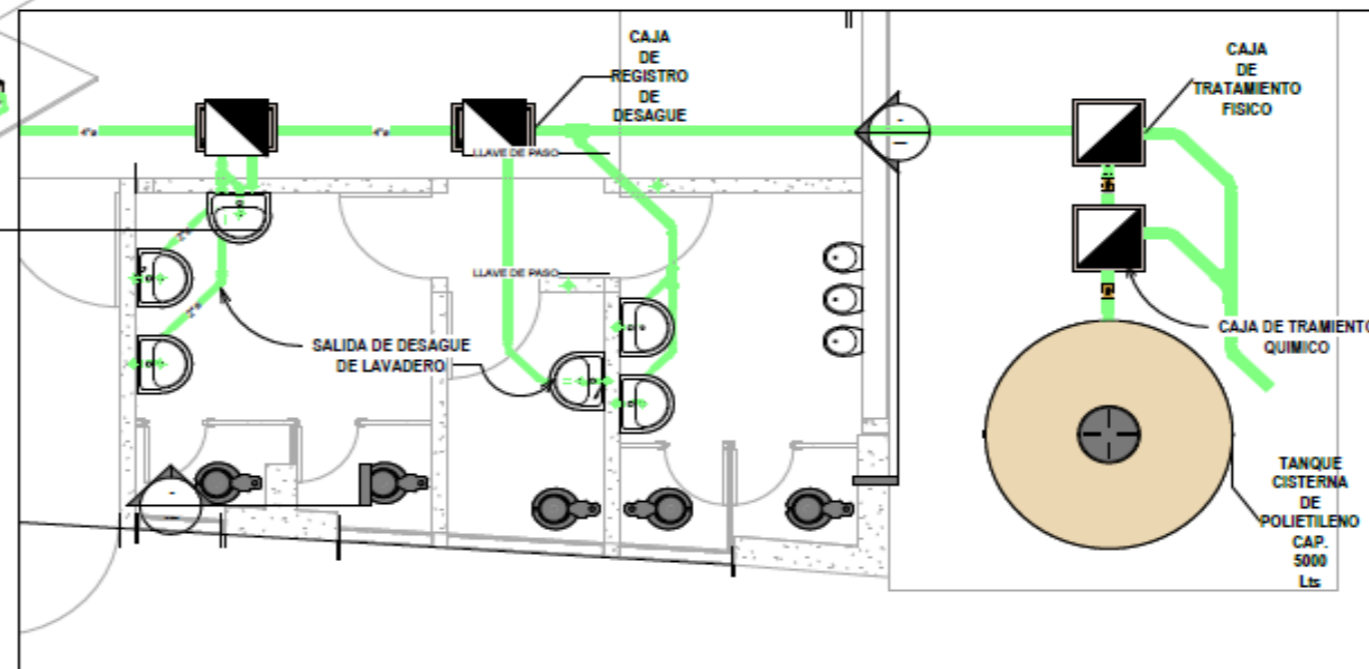 CAJA
DE
REGISTRO
DE
DESAGUE
CAJA
DE
TRATAMIENTO
FISICO
LLAVE DE PASO
LLAVE DE PASO
SALIDA DE DESAGUE
DE LAVADERO
CAJA DE TRAMIENTO
QUIMICO
TANQUE
CISTERNA
DE
POLIETILENO
CAP.
5000
Lts